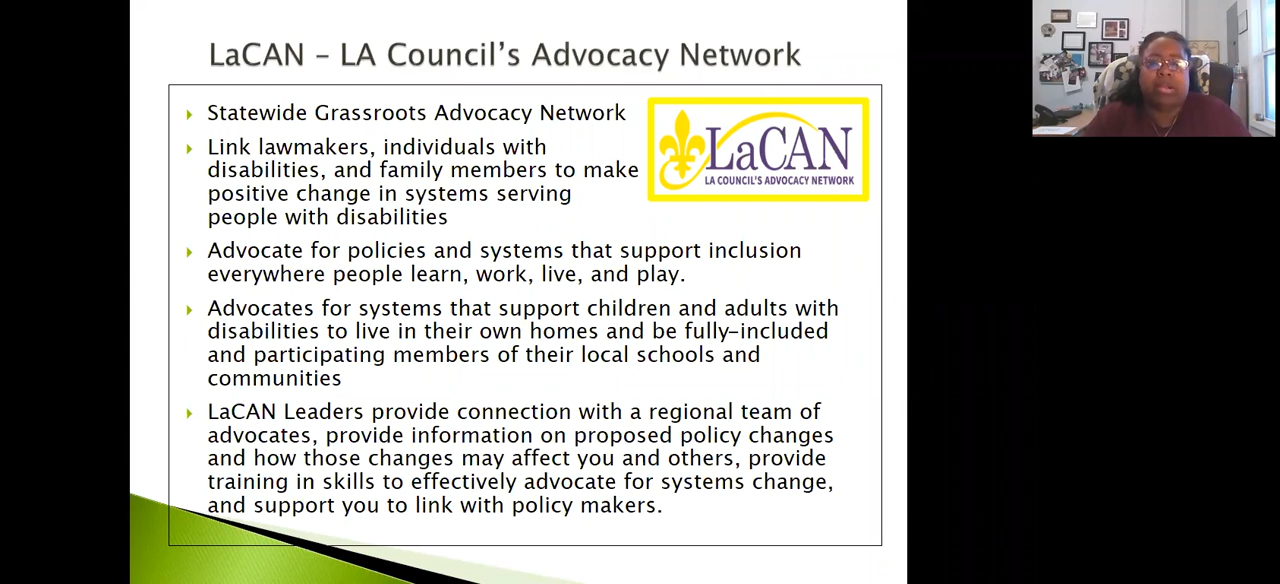 LaCAN – LA Council's Advocacy Network
Statewide Grassroots Advocacy Network
Link lawmakers, individuals with
disabilities, and family members to make
positive change in systems serving
people with disabilities
LaCAN
LA COUNCIL'S ADVOCACY NETWORK
Advocate for policies and systems that support inclusion
everywhere people learn, work, live, and play.
Advocates for systems that support children and adults with
disabilities to live in their own homes and be fully-included
and participating members of their local schools and
communities
LaCAN Leaders provide connection with a regional team of
advocates, provide information on proposed policy changes
and how those changes may affect you and others, provide
training in skills to effectively advocate for systems change,
and support you to link with policy makers.